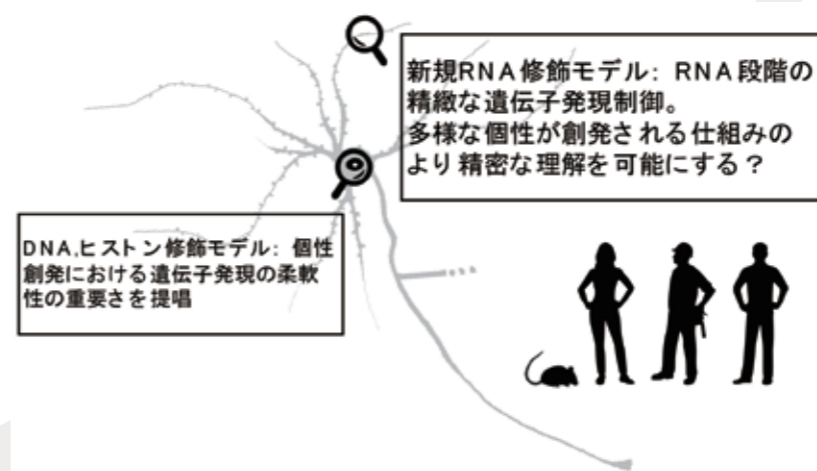 新規RNA修飾モデル: RNA段階の
精緻な遺伝子発現制御。
多様な個性が創発される仕組みの
より精密な理解を可能にする?
DNA,ヒストン修飾モデル: 個性
創発における遺伝子発現の柔軟
性の重要さを提唱